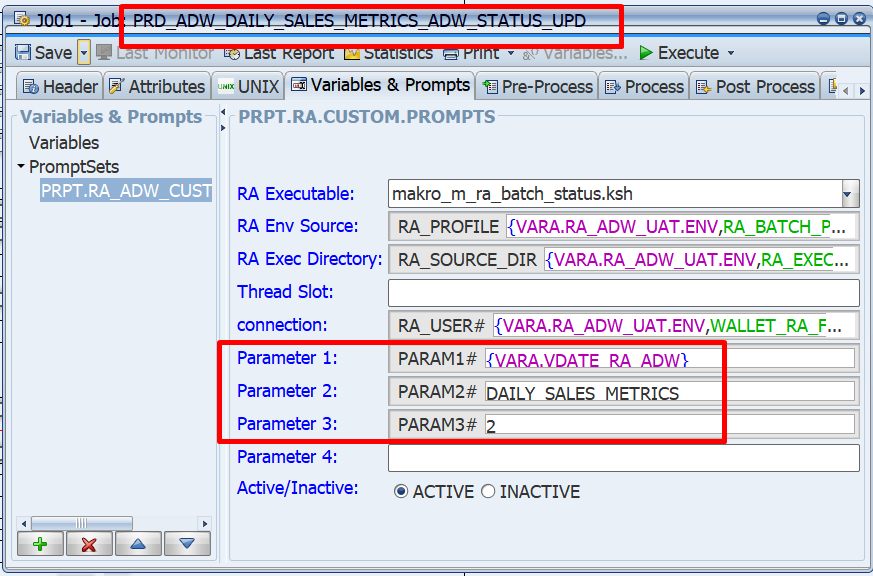 J001 - Job: PRD_ADW_DAILY_SALES_METRICS_ADW_STATUS_UPD
Save Last Monitor Last Report Statistics Print Variables... Execute
Header Attributes UNIX UNIX Variables & Prompts Pre-Process Process Post Process
Variables & Prompts
Variables
PromptSets
PRPT.RA_ADW_CUST
PRPT.RA.CUSTOM.PROMPTS
RA Executable: makro_m_ra_batch_status.ksh
RA Env Source: RA_PROFILE {VARA.RA_ADW_UAT.ENV,RA_BATCH_P...
RA Exec Directory: RA_SOURCE_DIR {VARA.RA_ADW_UAT.ENV,RA_EXEC...
Thread Slot:
connection: RA_USER# {VARA.RA_ADW_UAT.ENV,WALLET_RA_F...
Parameter 1: PARAM1# {VARA.VDATE_RA_ADW}
Parameter 2: PARAM2# DAILY_SALES_METRICS
Parameter 3: PARAM3# 2
Parameter 4:
Active/Inactive: ACTIVE INACTIVE